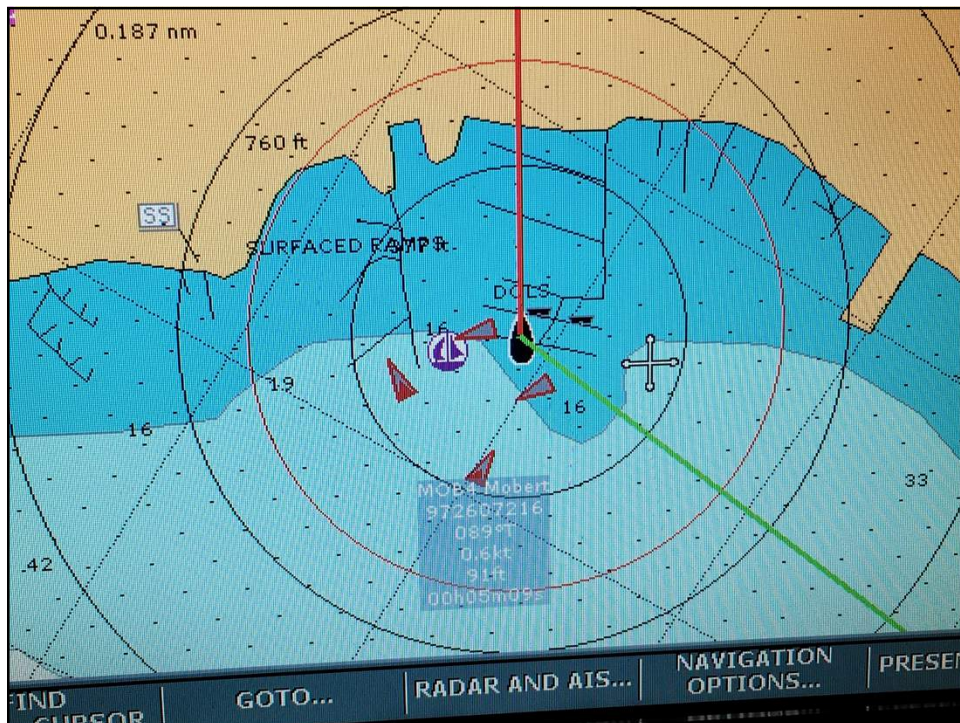 0.187 nm
760 ft
SS
SURFACED RAMP
DOLS
16
19
16
16
33
42
MOB4 Mobert
972607216
089°T
0.6kt
91ft
00h05m09s
FIND
CURSOR
GOTO...
RADAR AND AIS...
NAVIGATION
OPTIONS...
PRESEN